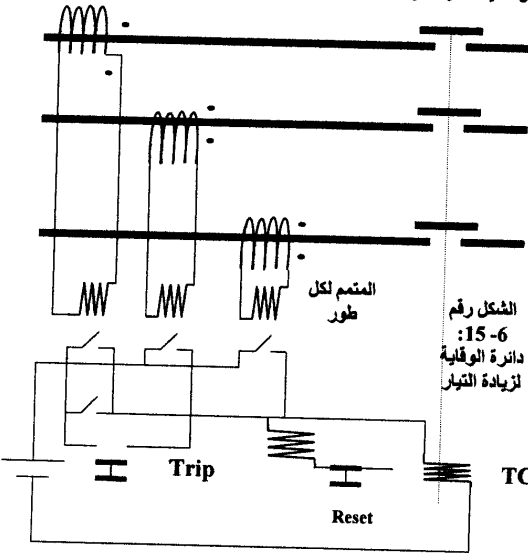 المتمم لكل
طور
الشكل رقم
6- 15:
دائرة الوقاية
لزيادة التيار
Trip
TC
Reset